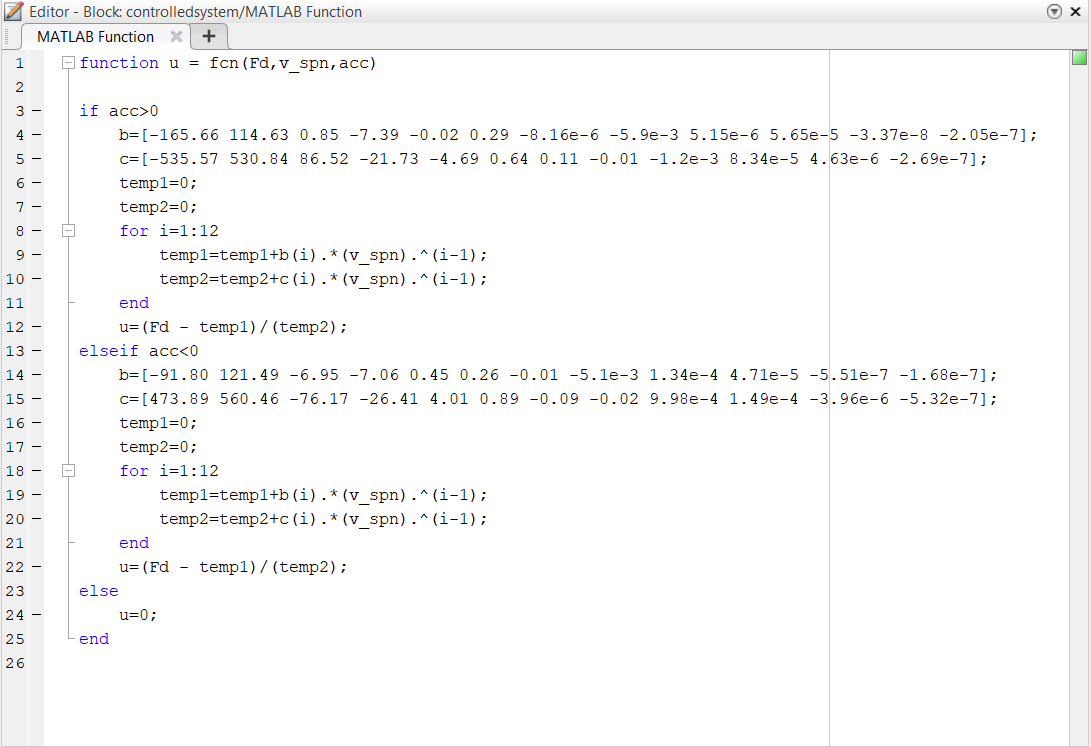 Editor - Block: controlledsystem/MATLAB Function
MATLAB Function
1 function u = fcn(Fd,v_spn,acc)
2
3 if acc>0
4 b=[-165.66 114.63 0.85 -7.39 -0.02 0.29 -8.16e-6 -5.9e-3 5.15e-6 5.65e-5 -3.37e-8 -2.05e-7];
5 c=[-535.57 530.84 86.52 -21.73 -4.69 0.64 0.11 -0.01 -1.2e-3 8.34e-5 4.63e-6 -2.69e-7];
6 temp1=0;
7 temp2=0;
8 for i=1:12
9 temp1=temp1+b(i).*(v_spn).^(i-1);
10 temp2=temp2+c(i).*(v_spn).^(i-1);
11 end
12 u=(Fd - temp1)/(temp2);
13 elseif acc<0
14 b=[-91.80 121.49 -6.95 -7.06 0.45 0.26 -0.01 -5.1e-3 1.34e-4 4.71e-5 -5.51e-7 -1.68e-7];
15 c=[473.89 560.46 -76.17 -26.41 4.01 0.89 -0.09 -0.02 9.98e-4 1.49e-4 -3.96e-6 -5.32e-7];
16 temp1=0;
17 temp2=0;
18 for i=1:12
19 temp1=temp1+b(i).*(v_spn).^(i-1);
20 temp2=temp2+c(i).*(v_spn).^(i-1);
21 end
22 u=(Fd - temp1)/(temp2);
23 else
24 u=0;
25 end
26